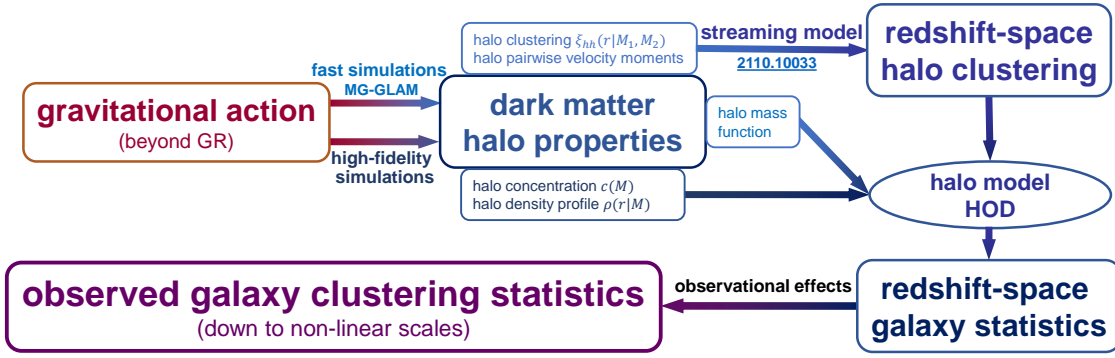 gravitational action
(beyond GR)
fast simulations
MG-GLAM
high-fidelity
simulations
halo clustering ξhh(r|M1, M2)
halo pairwise velocity moments
dark matter
halo properties
halo concentration c(M)
halo density profile ρ(r|M)
halo mass
function
streaming model
2110.10033
redshift-space
halo clustering
halo model
HOD
redshift-space
galaxy statistics
observational effects
observed galaxy clustering statistics
(down to non-linear scales)